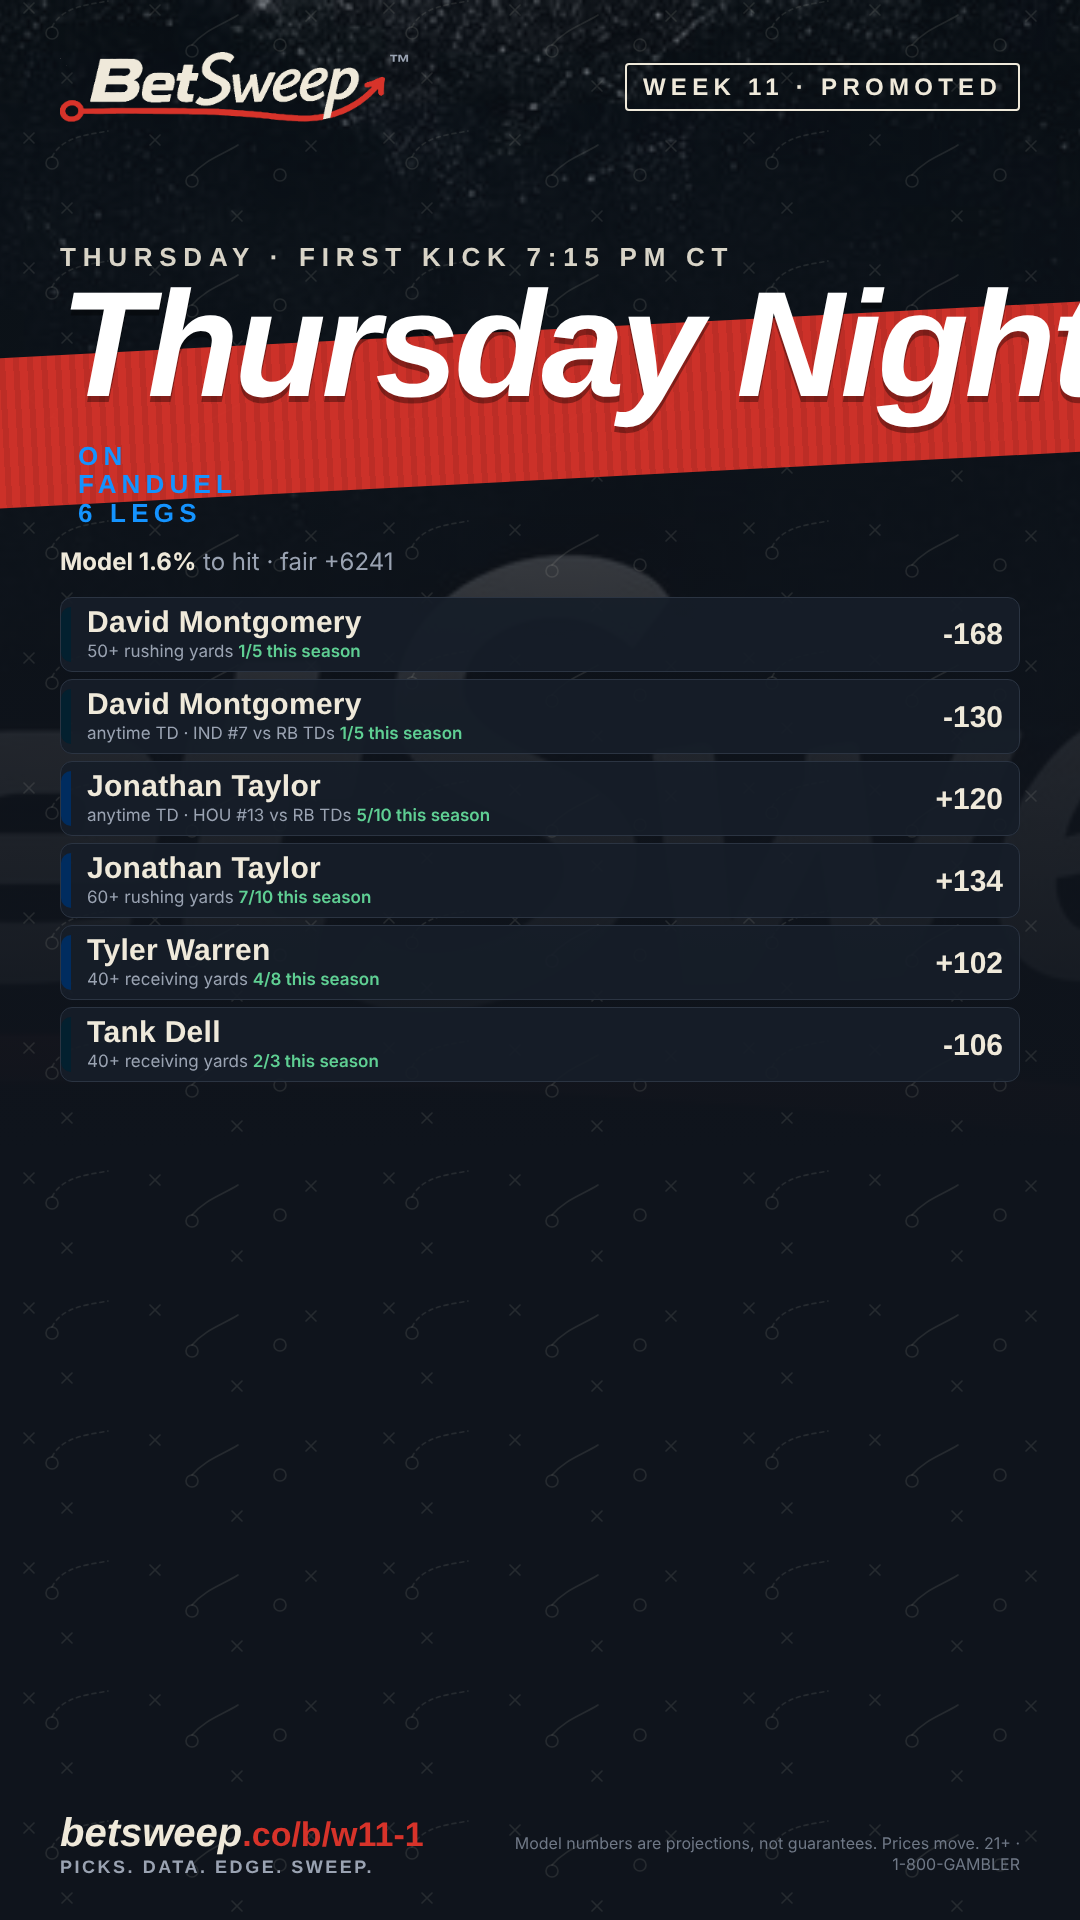 BetSweep™
WEEK 11 · PROMOTED
THURSDAY · FIRST KICK 7:15 PM CT
Thursday Night
ON
FANDUEL
6 LEGS
Model 1.6% to hit · fair +6241
David Montgomery
50+ rushing yards 1/5 this season
-168
David Montgomery
anytime TD · IND #7 vs RB TDs 1/5 this season
-130
Jonathan Taylor
anytime TD · HOU #13 vs RB TDs 5/10 this season
+120
Jonathan Taylor
60+ rushing yards 7/10 this season
+134
Tyler Warren
40+ receiving yards 4/8 this season
+102
Tank Dell
40+ receiving yards 2/3 this season
-106
betsweep.co/b/w11-1
PICKS. DATA. EDGE. SWEEP.
Model numbers are projections, not guarantees. Prices move. 21+ ·
1-800-GAMBLER